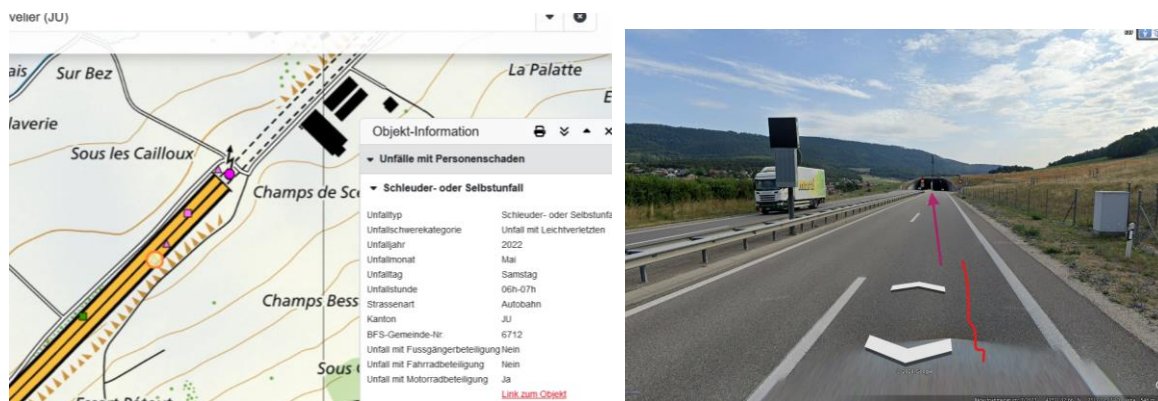 velier (JU)
ais
Sur Bez
La Palatte
laverie
Sous les Cailloux
Champs de Sce
Champs Bess
Sous
Objekt-Information
Unfälle mit Personenschaden
Schleuder- oder Selbstunfall
Unfalltyp Schleuder- oder Selbstunfa
Unfallschwerekategorie Unfall mit Leichtverletzten
Unfalljahr 2022
Unfallmonat Mai
Unfalltag Samstag
Unfallstunde 06h-07h
Strassenart Autobahn
Kanton JU
BFS-Gemeinde-Nr. 6712
Unfall mit Fussgängerbeteiligung Nein
Unfall mit Fahrradbeteiligung Nein
Unfall mit Motorradbeteiligung Ja
Link zum Objekt